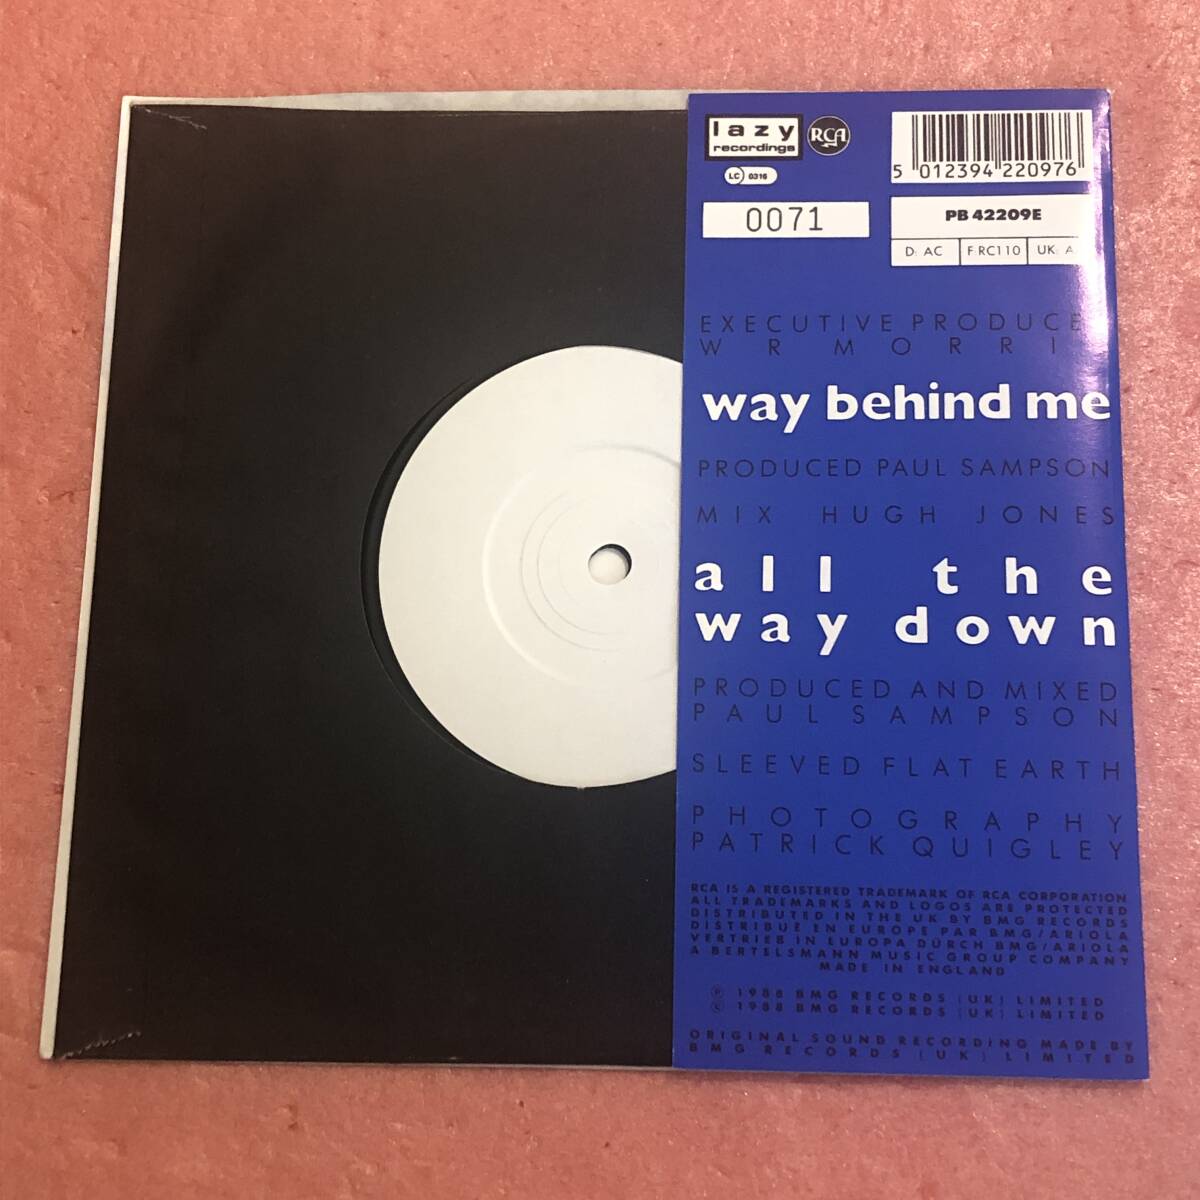 lazy
recordings
RCA
LC 0316
5 012394 220976
0071
PB 42209E
D: AC F:RC110 UK: A
EXECUTIVE PRODUCE
W R MORRI
way behind me
PRODUCED PAUL SAMPSON
MIX HUGH JONES
all the
way down
PRODUCED AND MIXED
PAUL SAMPSON
SLEEVED FLAT EARTH
PHOTOGRAPHY
PATRICK QUIGLEY
RCA IS A REGISTERED TRADEMARK OF RCA CORPORATION
ALL TRADEMARKS AND LOGOS ARE PROTECTED
DISTRIBUTED IN THE UK BY BMG RECORDS
DISTRIBUÉ EN EUROPE PAR BMG/ARIOLA
VERTRIEB IN EUROPA DÜRCH BMG/ARIOLA
A BERTELSMANN MUSIC GROUP COMPANY
MADE IN ENGLAND
℗ 1988 BMG RECORDS (UK) LIMITED
© 1988 BMG RECORDS (UK) LIMITED
ORIGINAL SOUND RECORDING MADE BY
BMG RECORDS (UK) LIMITED